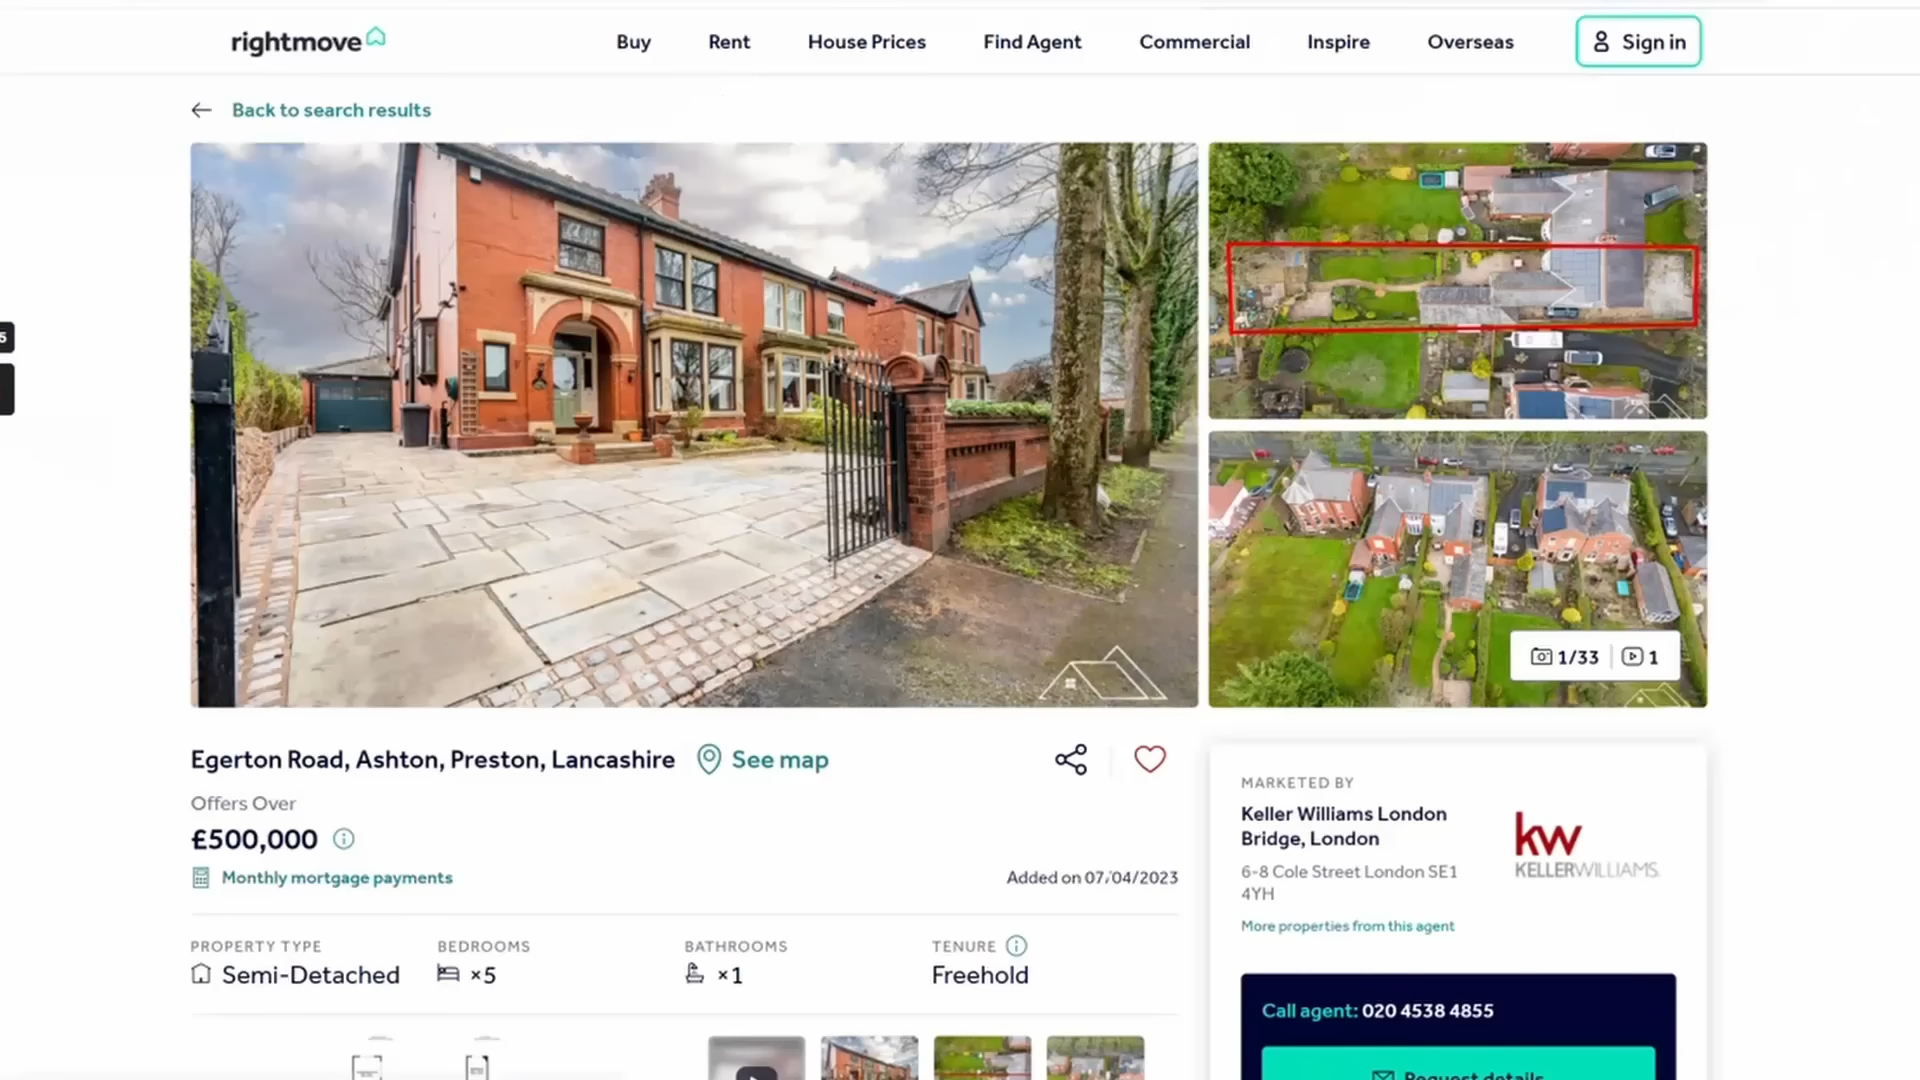 rightmove
Buy
Rent
House Prices
Find Agent
Commercial
Inspire
Overseas
Sign in
5
Back to search results
1/33
1
Egerton Road, Ashton, Preston, Lancashire
See map
Offers Over
£500,000
Monthly mortgage payments
Added on 07/04/2023
PROPERTY TYPE
Semi-Detached
BEDROOMS
×5
BATHROOMS
×1
TENURE
Freehold
MARKETED BY
Keller Williams London
Bridge, London
6-8 Cole Street London SE1
4YH
More properties from this agent
kw
KELLERWILLIAMS.
Call agent: 020 4538 4855
Request details